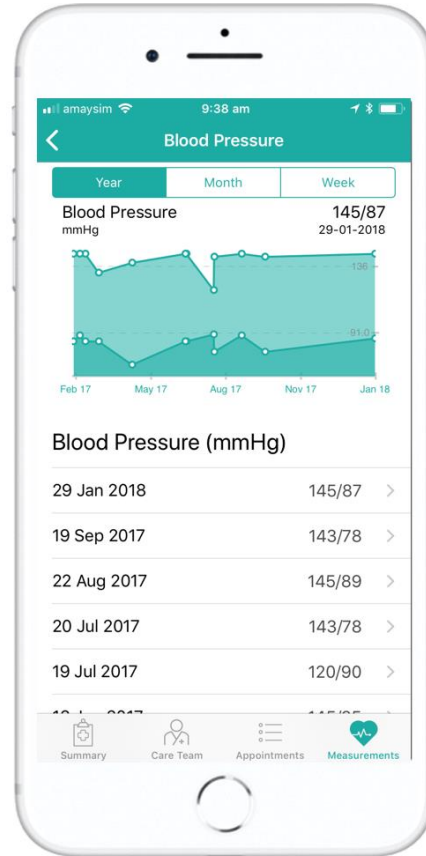 amaysim 9:38 am
Blood Pressure
Year Month Week
Blood Pressure 145/87
mmHg 29-01-2018
136
91.0
Feb 17 May 17 Aug 17 Nov 17 Jan 18
Blood Pressure (mmHg)
29 Jan 2018 145/87
19 Sep 2017 143/78
22 Aug 2017 145/89
20 Jul 2017 143/78
19 Jul 2017 120/90
Summary Care Team Appointments Measurements